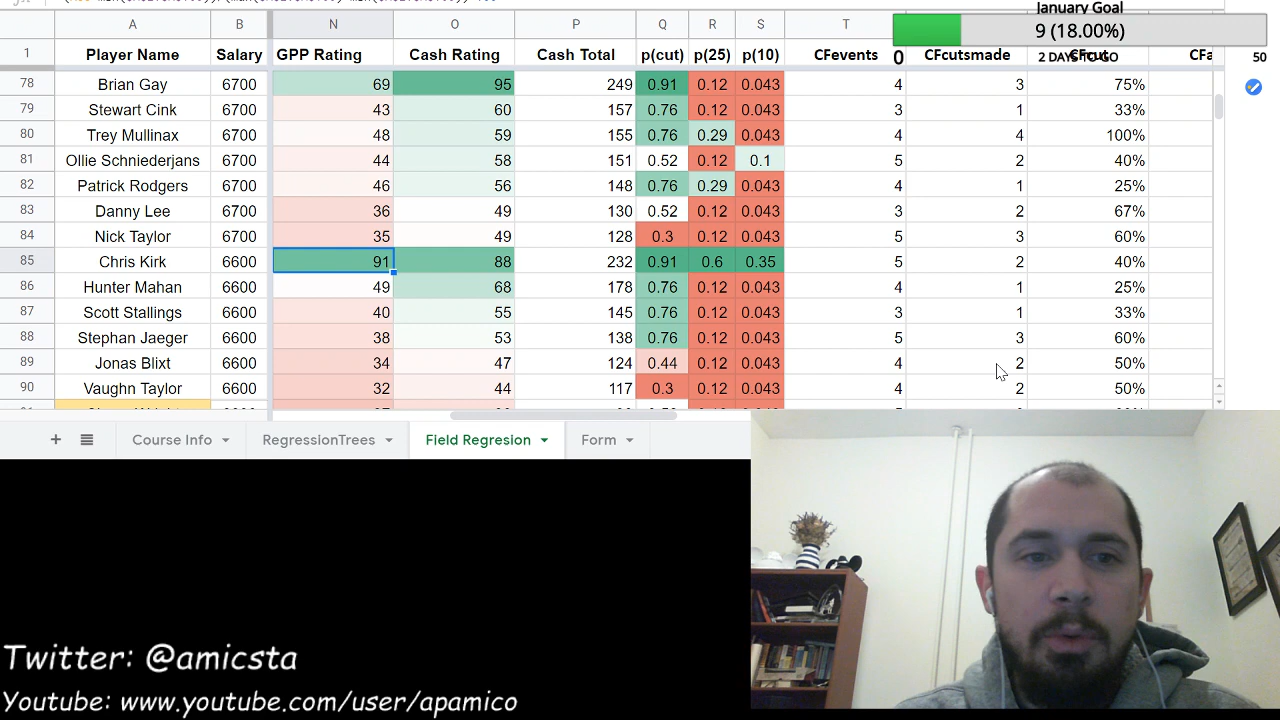 January Goal
9 (18.00%)
0 2 DAYS TO GO 50
A B N O P Q R S T
1 Player Name Salary GPP Rating Cash Rating Cash Total p(cut) p(25) p(10) CFevents CFcutsmade CFcut
78 Brian Gay 6700 69 95 249 0.91 0.12 0.043 4 3 75%
79 Stewart Cink 6700 43 60 157 0.76 0.12 0.043 3 1 33%
80 Trey Mullinax 6700 48 59 155 0.76 0.29 0.043 4 4 100%
81 Ollie Schniederjans 6700 44 58 151 0.52 0.12 0.1 5 2 40%
82 Patrick Rodgers 6700 46 56 148 0.76 0.29 0.043 4 1 25%
83 Danny Lee 6700 36 49 130 0.52 0.12 0.043 3 2 67%
84 Nick Taylor 6700 35 49 128 0.3 0.12 0.043 5 3 60%
85 Chris Kirk 6600 91 88 232 0.91 0.6 0.35 5 2 40%
86 Hunter Mahan 6600 49 68 178 0.76 0.12 0.043 4 1 25%
87 Scott Stallings 6600 40 55 145 0.76 0.12 0.043 3 1 33%
88 Stephan Jaeger 6600 38 53 138 0.76 0.12 0.043 5 3 60%
89 Jonas Blixt 6600 34 47 124 0.44 0.12 0.043 4 2 50%
90 Vaughn Taylor 6600 32 44 117 0.3 0.12 0.043 4 2 50%
+ Course Info RegressionTrees Field Regresion Form
Twitter: @amicsta
Youtube: www.youtube.com/user/apamico